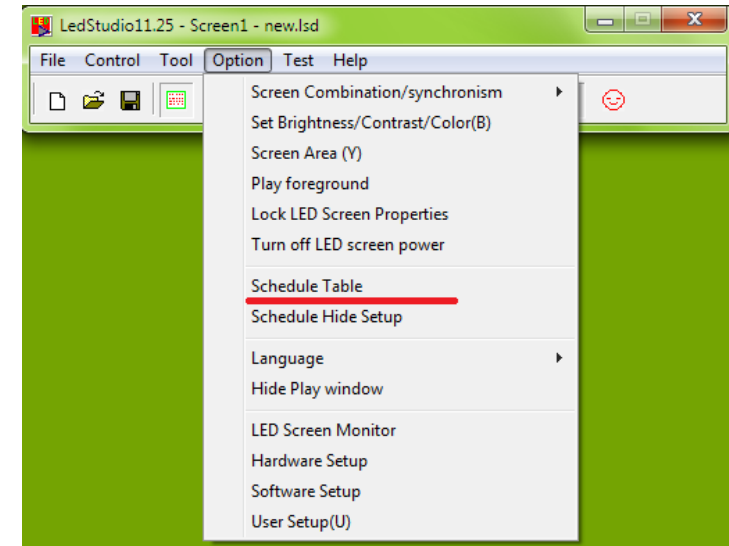 LedStudio11.25 - Screen1 - new.lsd
File Control Tool Option Test Help
Screen Combination/synchronism
Set Brightness/Contrast/Color(B)
Screen Area (Y)
Play foreground
Lock LED Screen Properties
Turn off LED screen power
Schedule Table
Schedule Hide Setup
Language
Hide Play window
LED Screen Monitor
Hardware Setup
Software Setup
User Setup(U)